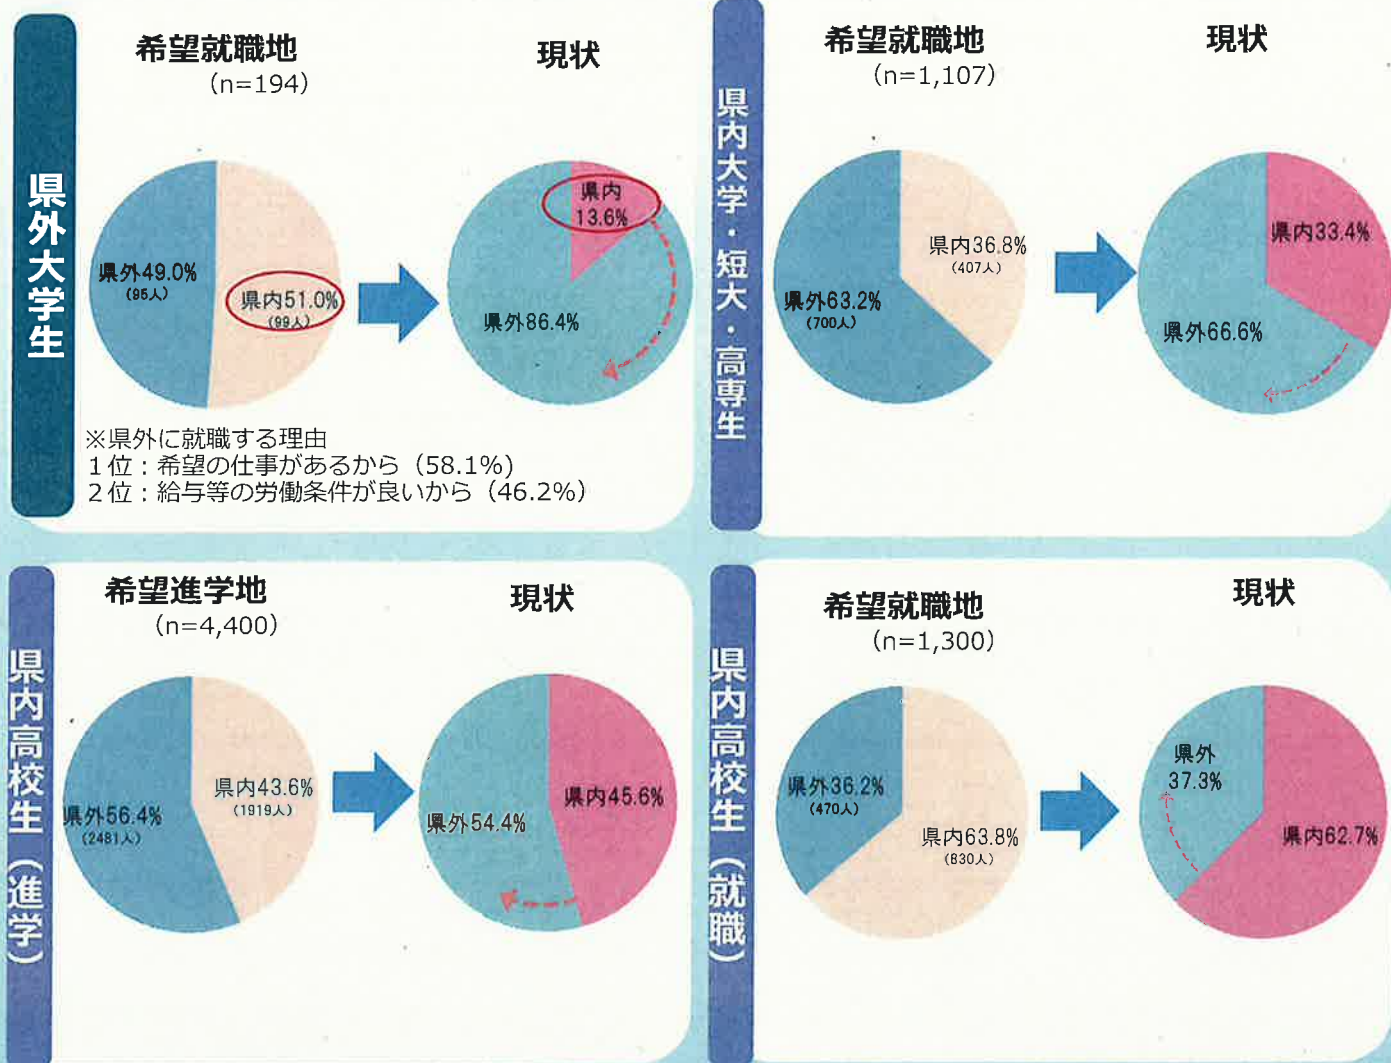 県外大学生
希望就職地
(n=194)
現状
県外49.0%
(95人)
県内51.0%
(99人)
県内
13.6%
県外86.4%
※県外に就職する理由
1位：希望の仕事があるから（58.1%）
2位：給与等の労働条件が良いから（46.2%）
県内大学・短大・高専生
希望就職地
(n=1,107)
現状
県内36.8%
(407人)
県外63.2%
(700人)
県内33.4%
県外66.6%
県内高校生（進学）
希望進学地
(n=4,400)
現状
県内43.6%
(1919人)
県外56.4%
(2481人)
県内45.6%
県外54.4%
県内高校生（就職）
希望就職地
(n=1,300)
現状
県外36.2%
(470人)
県内63.8%
(830人)
県外
37.3%
県内62.7%